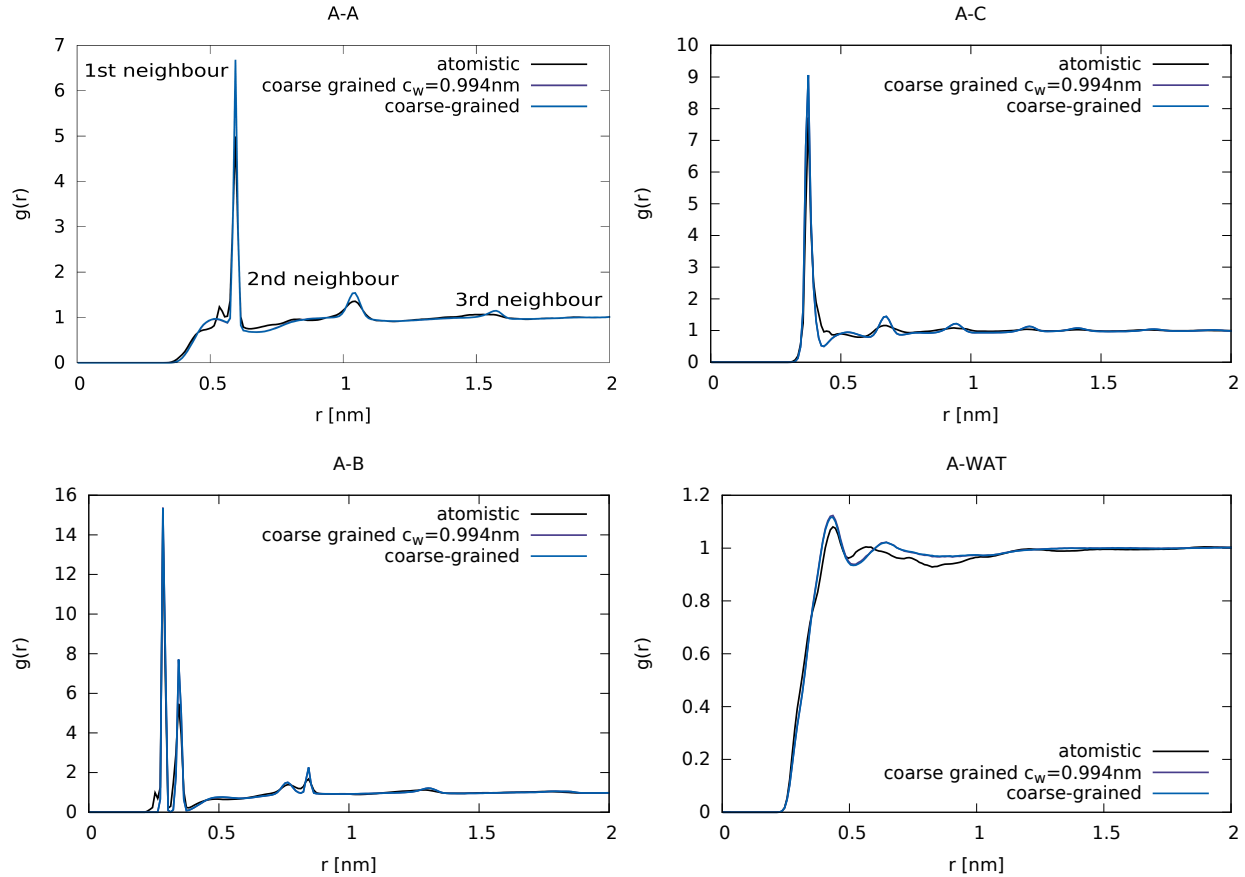 A-A
7
6
5
4
3
2
1
0
g(r)
1st neighbour
2nd neighbour
3rd neighbour
atomistic
coarse grained c_w=0.994nm
coarse-grained
0 0.5 1 1.5 2
r [nm]
A-C
10
9
8
7
6
5
4
3
2
1
0
g(r)
atomistic
coarse grained c_w=0.994nm
coarse-grained
0 0.5 1 1.5 2
r [nm]
A-B
16
14
12
10
8
6
4
2
0
g(r)
atomistic
coarse grained c_w=0.994nm
coarse-grained
0 0.5 1 1.5 2
r [nm]
A-WAT
1.2
1
0.8
0.6
0.4
0.2
0
g(r)
atomistic
coarse grained c_w=0.994nm
coarse-grained
0 0.5 1 1.5 2
r [nm]